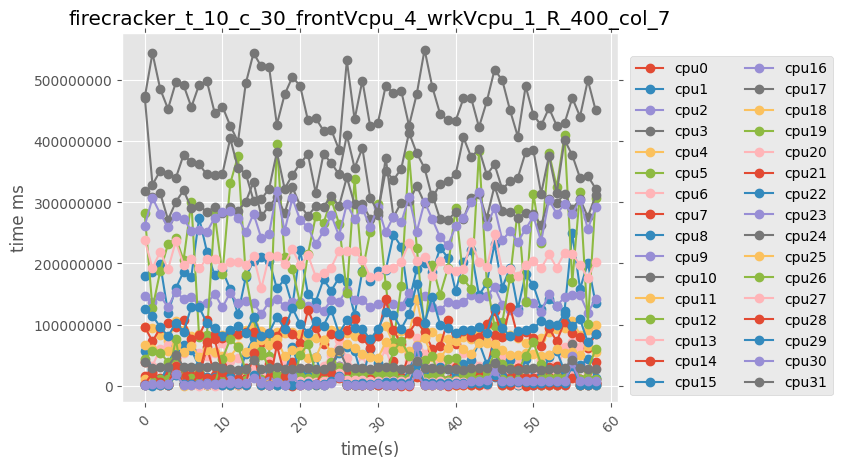 firecracker_t_10_c_30_frontVcpu_4_wrkVcpu_1_R_400_col_7
500000000
400000000
300000000
200000000
100000000
0
time ms
0
10
20
30
40
50
60
time(s)
cpu0
cpu1
cpu2
cpu3
cpu4
cpu5
cpu6
cpu7
cpu8
cpu9
cpu10
cpu11
cpu12
cpu13
cpu14
cpu15
cpu16
cpu17
cpu18
cpu19
cpu20
cpu21
cpu22
cpu23
cpu24
cpu25
cpu26
cpu27
cpu28
cpu29
cpu30
cpu31